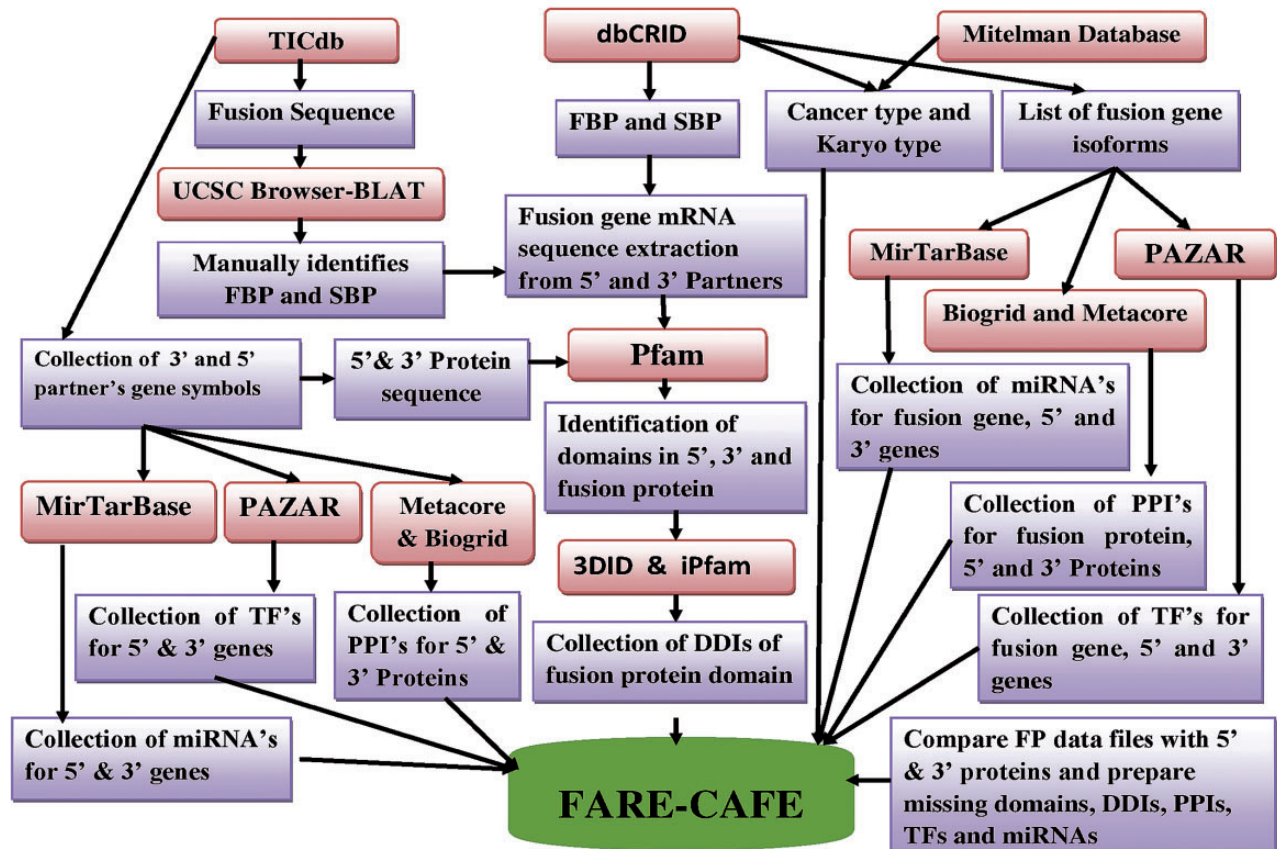 TICdb
dbCRID
Mitelman Database
Fusion Sequence
FBP and SBP
Cancer type and
Karyo type
List of fusion gene
isoforms
UCSC Browser-BLAT
Manually identifies
FBP and SBP
Fusion gene mRNA
sequence extraction
from 5’ and 3’ Partners
MirTarBase
PAZAR
Biogrid and Metacore
Collection of 3’ and 5’
partner’s gene symbols
5’& 3’ Protein
sequence
Pfam
Collection of miRNA’s
for fusion gene, 5’ and
3’ genes
Identification of
domains in 5’, 3’ and
fusion protein
MirTarBase
PAZAR
Metacore
& Biogrid
Collection of PPI’s
for fusion protein,
5’ and 3’ Proteins
3DID & iPfam
Collection of TF’s
for 5’ & 3’ genes
Collection of
PPI’s for 5’ &
3’ Proteins
Collection of DDIs of
fusion protein domain
Collection of TF’s for
fusion gene, 5’ and 3’
genes
Collection of miRNA’s
for 5’ & 3’ genes
FARE-CAFE
Compare FP data files with 5’
& 3’ proteins and prepare
missing domains, DDIs, PPIs,
TFs and miRNAs